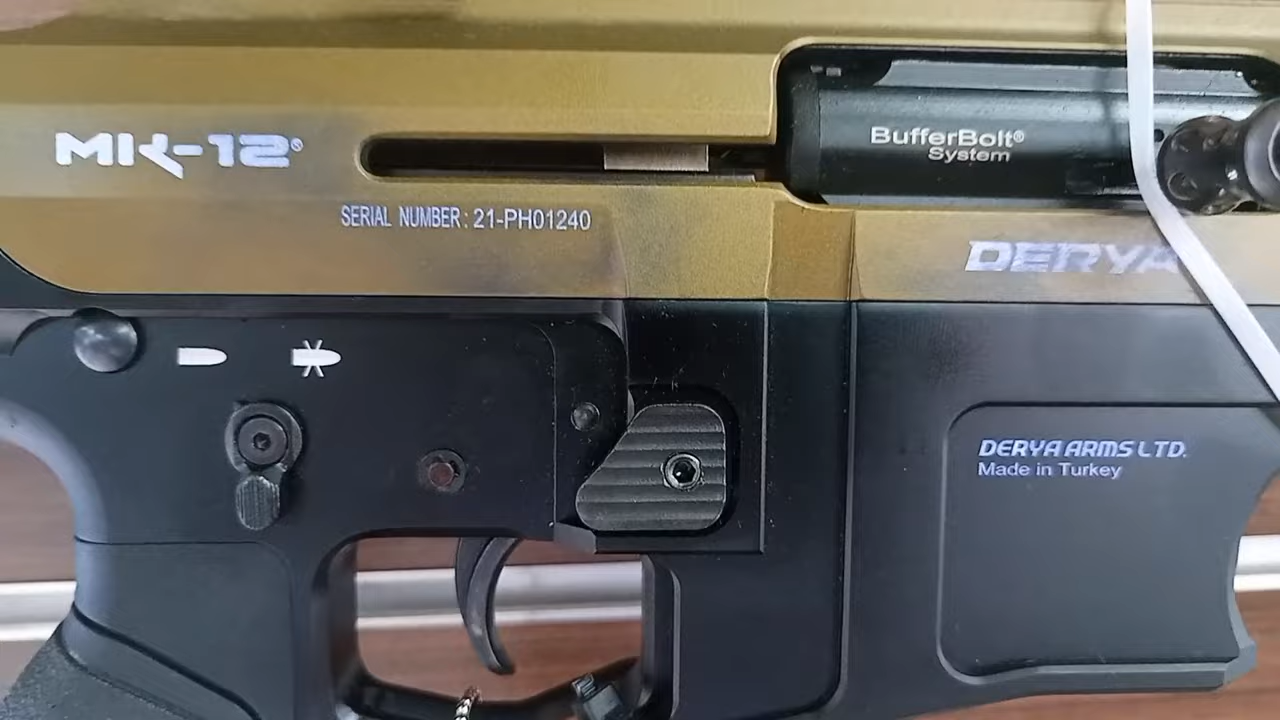 MK-12®
BufferBolt®
System
SERIAL NUMBER: 21-PH01240
DERYA
DERYA ARMS LTD.
Made in Turkey